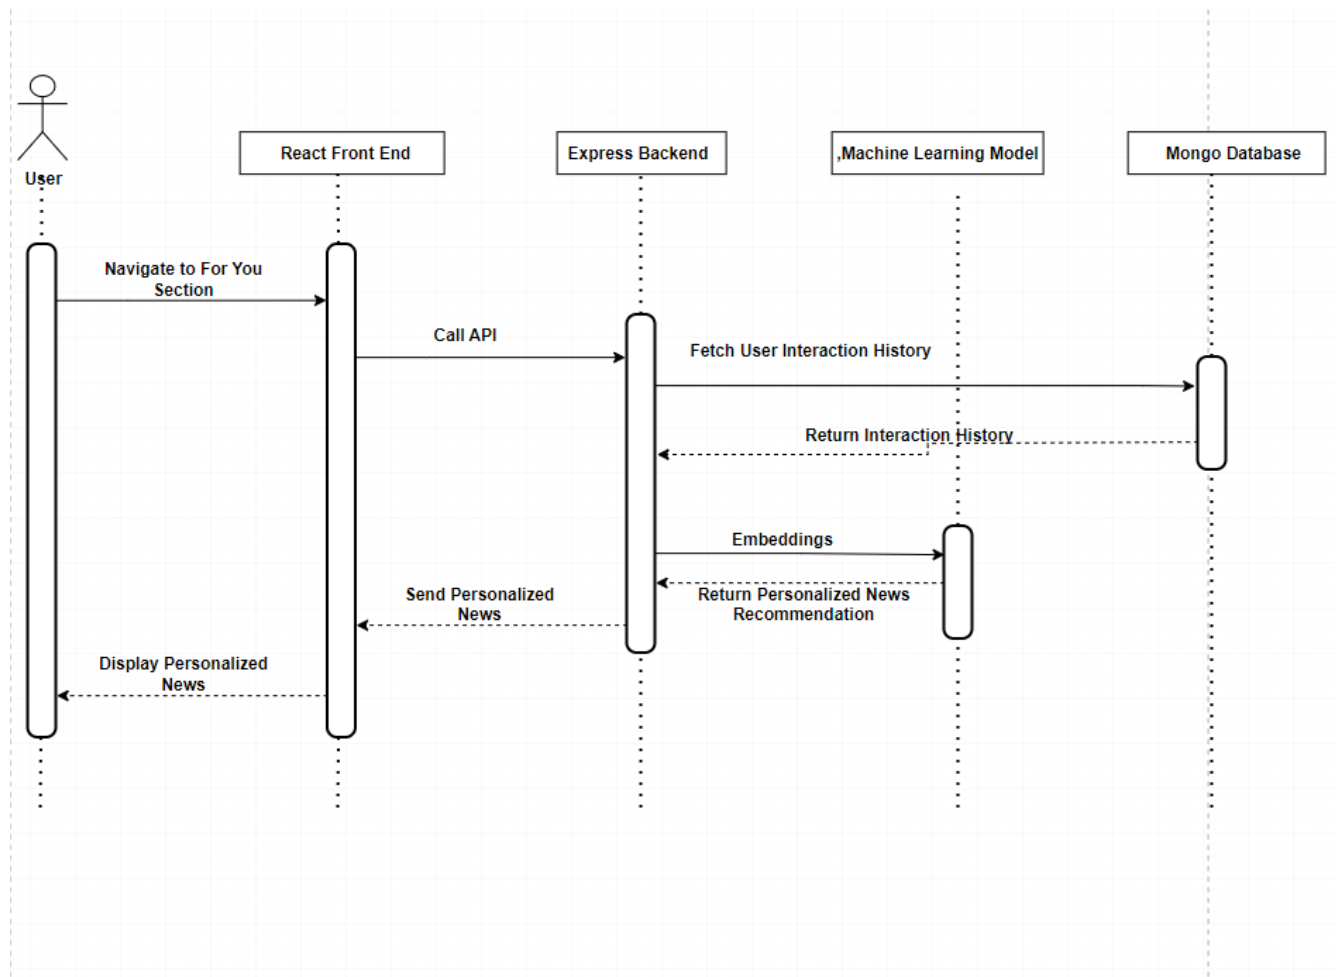 User
React Front End
Express Backend
,Machine Learning Model
Mongo Database
Navigate to For You
Section
Call API
Fetch User Interaction History
Return Interaction History
Embeddings
Return Personalized News
Recommendation
Send Personalized
News
Display Personalized
News